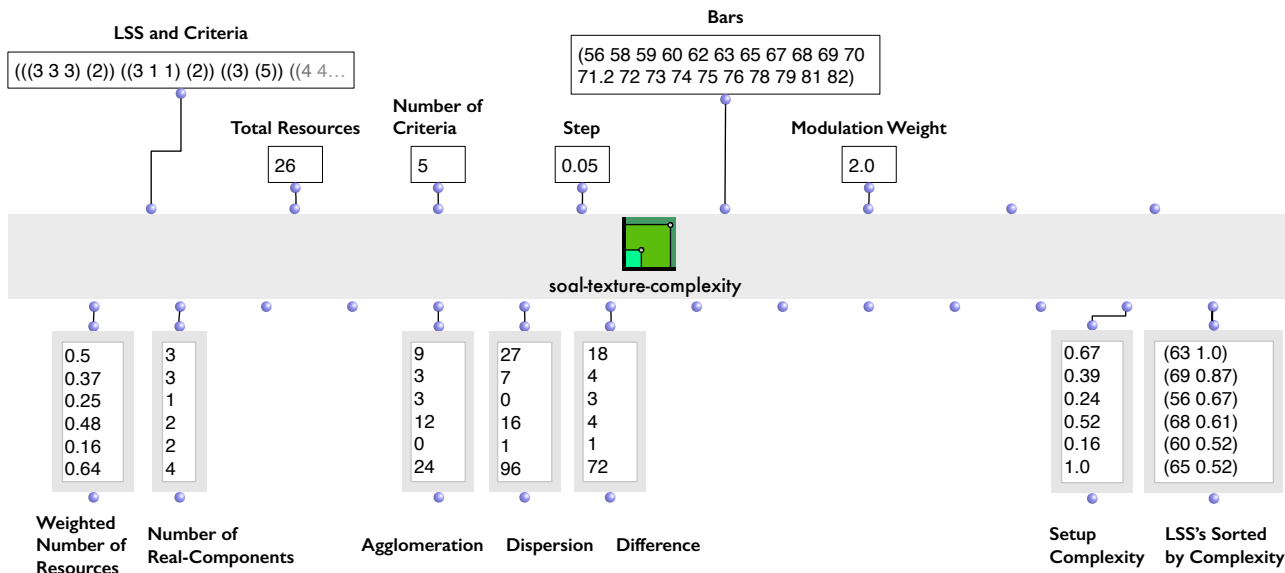 LSS and Criteria
(((3 3 3) (2)) ((3 1 1) (2)) ((3) (5)) ((4 4…
Total Resources
26
Number of
Criteria
5
Step
0.05
Bars
(56 58 59 60 62 63 65 67 68 69 70
71.2 72 73 74 75 76 78 79 81 82)
Modulation Weight
2.0
soal-texture-complexity
0.5
0.37
0.25
0.48
0.16
0.64
Weighted
Number of
Resources
3
3
1
2
2
4
Number of
Real-Components
9
3
3
12
0
24
Agglomeration
27
7
0
16
1
96
Dispersion
18
4
3
4
1
72
Difference
0.67
0.39
0.24
0.52
0.16
1.0
Setup
Complexity
(63 1.0)
(69 0.87)
(56 0.67)
(68 0.61)
(60 0.52)
(65 0.52)
LSS's Sorted
by Complexity